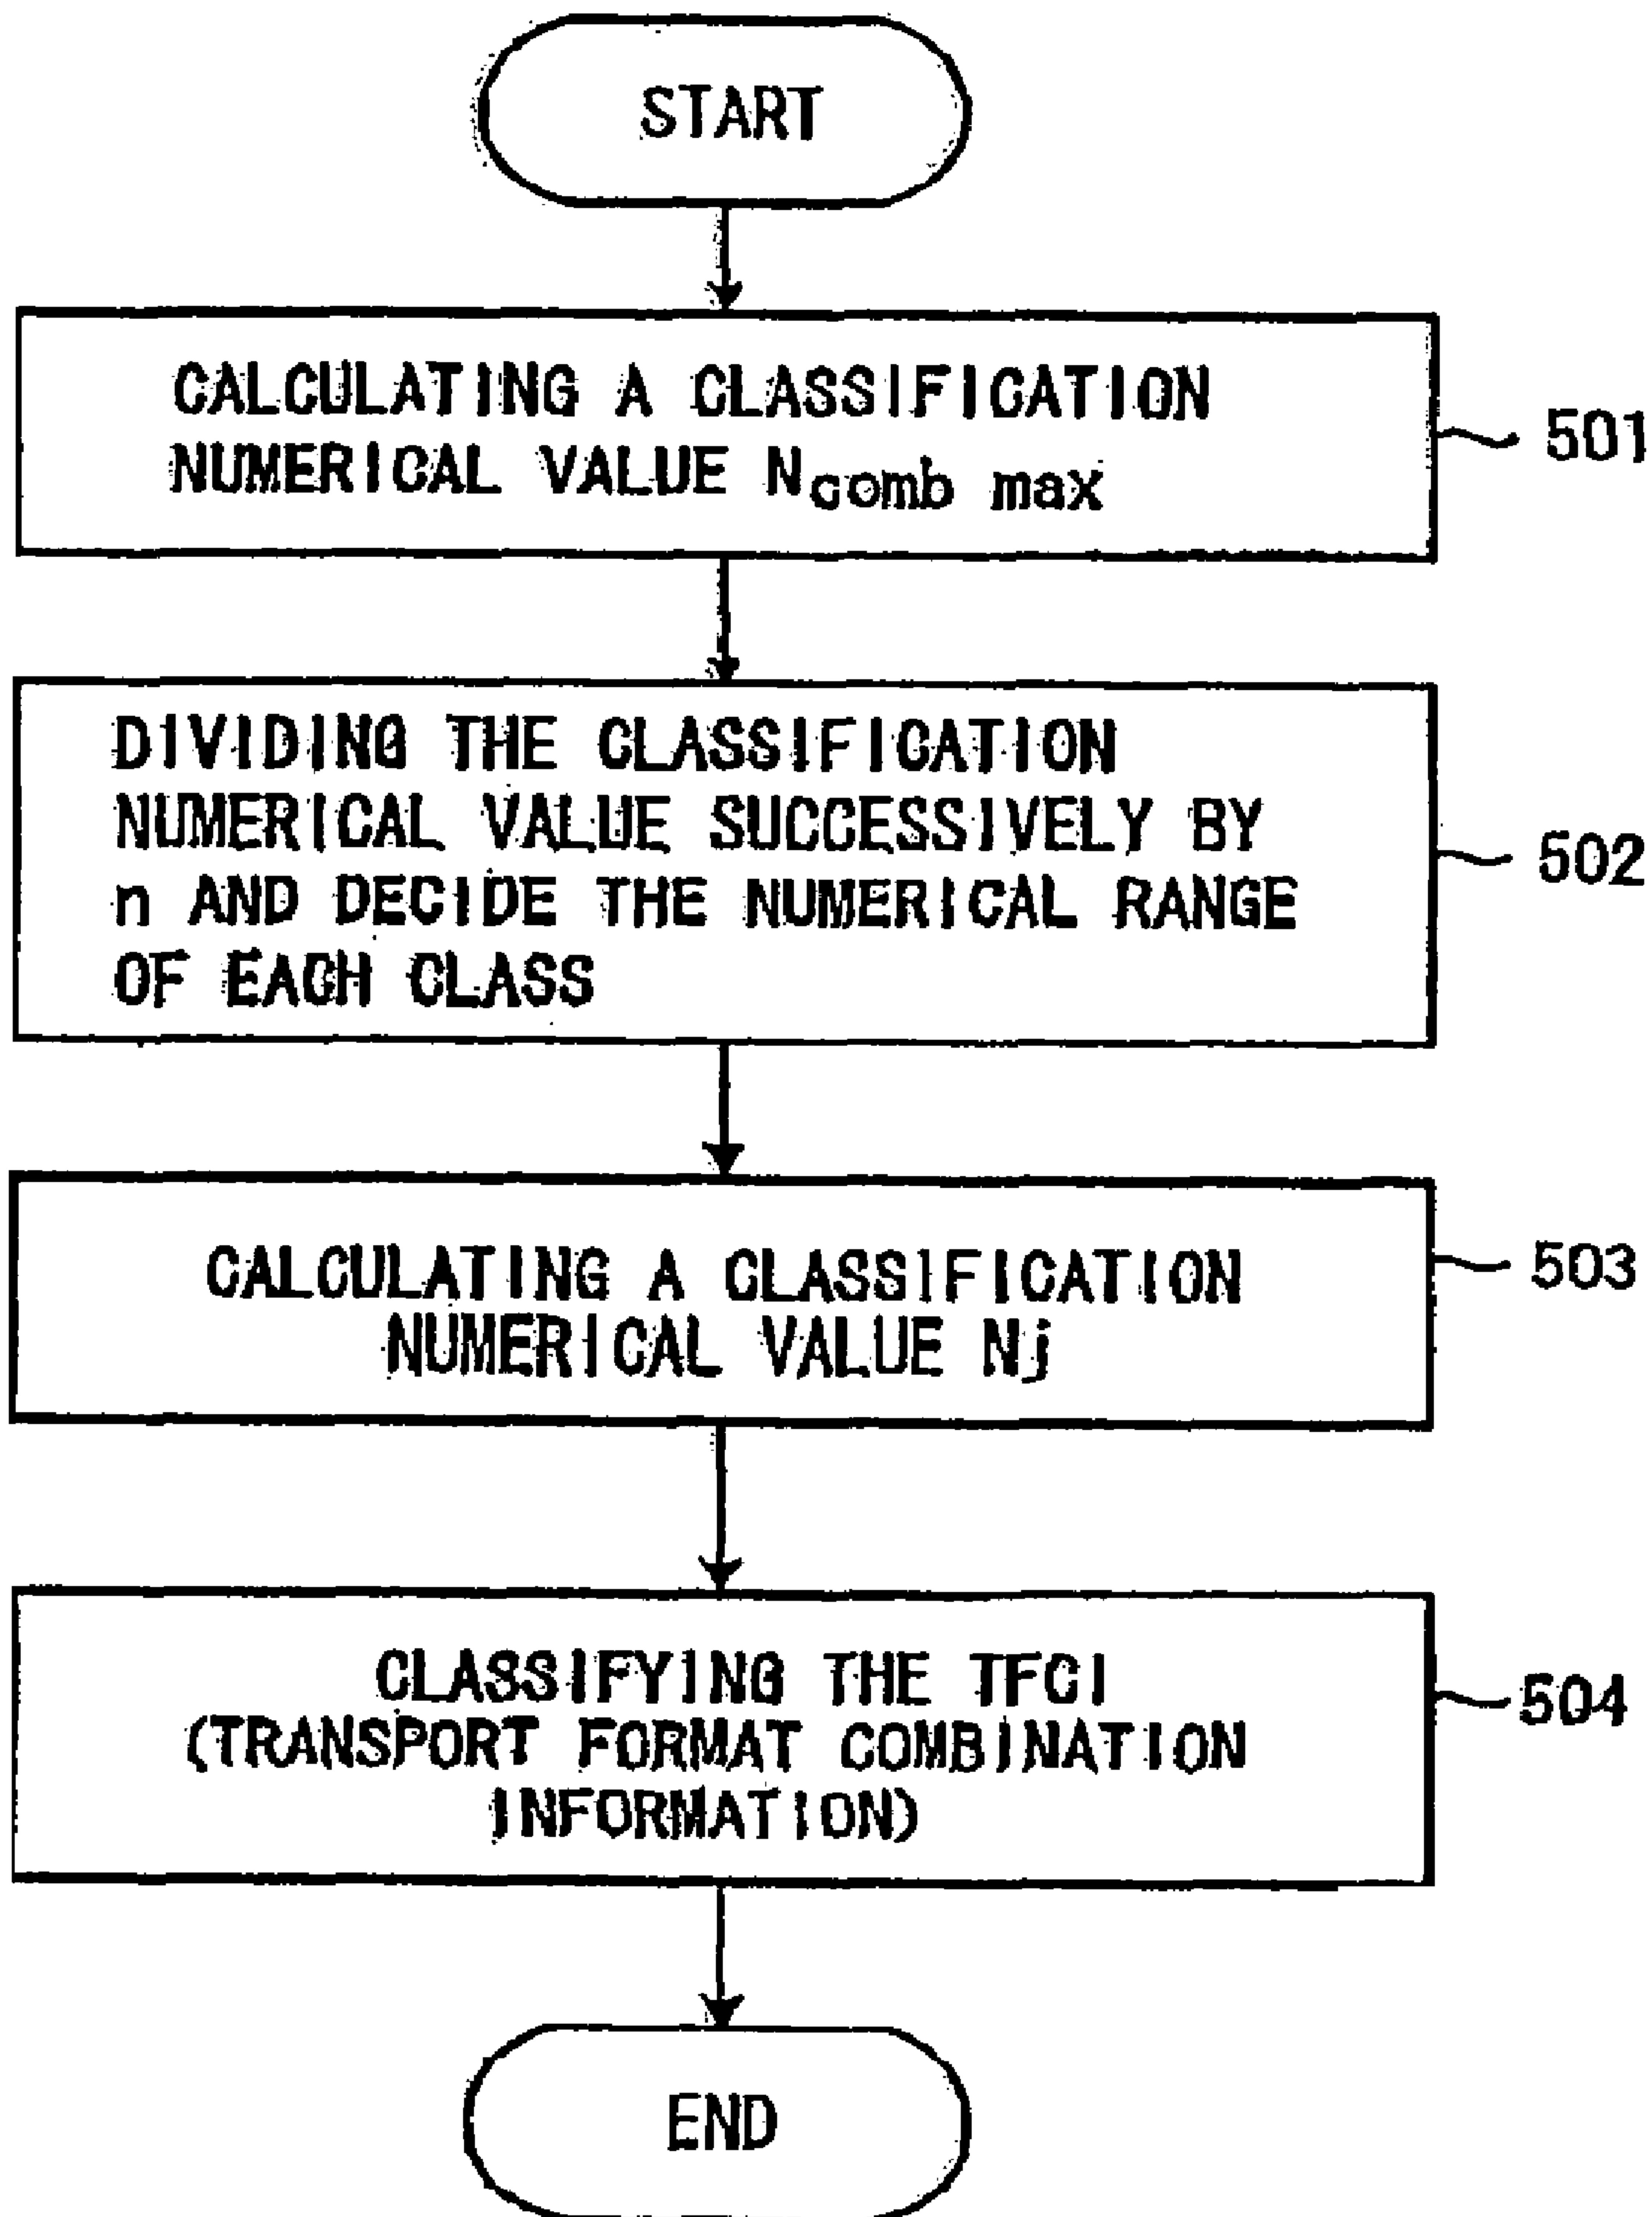 START
CALCULATING A CLASSIFICATION
NUMERICAL VALUE Ncomb max
501
DIVIDING THE CLASSIFICATION
NUMERICAL VALUE SUCCESSIVELY BY
n AND DECIDE THE NUMERICAL RANGE
OF EACH CLASS
502
CALCULATING A CLASSIFICATION
NUMERICAL VALUE Nj
503
CLASSIFYING THE TFCI
(TRANSPORT FORMAT COMBINATION
INFORMATION)
504
END